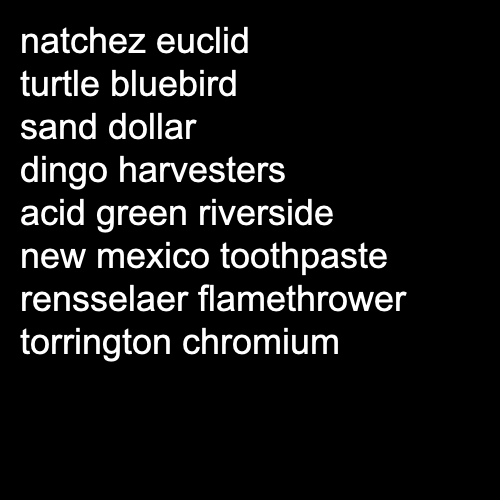 natchez euclid
turtle bluebird
sand dollar
dingo harvesters
acid green riverside
new mexico toothpaste
rensselaer flamethrower
torrington chromium